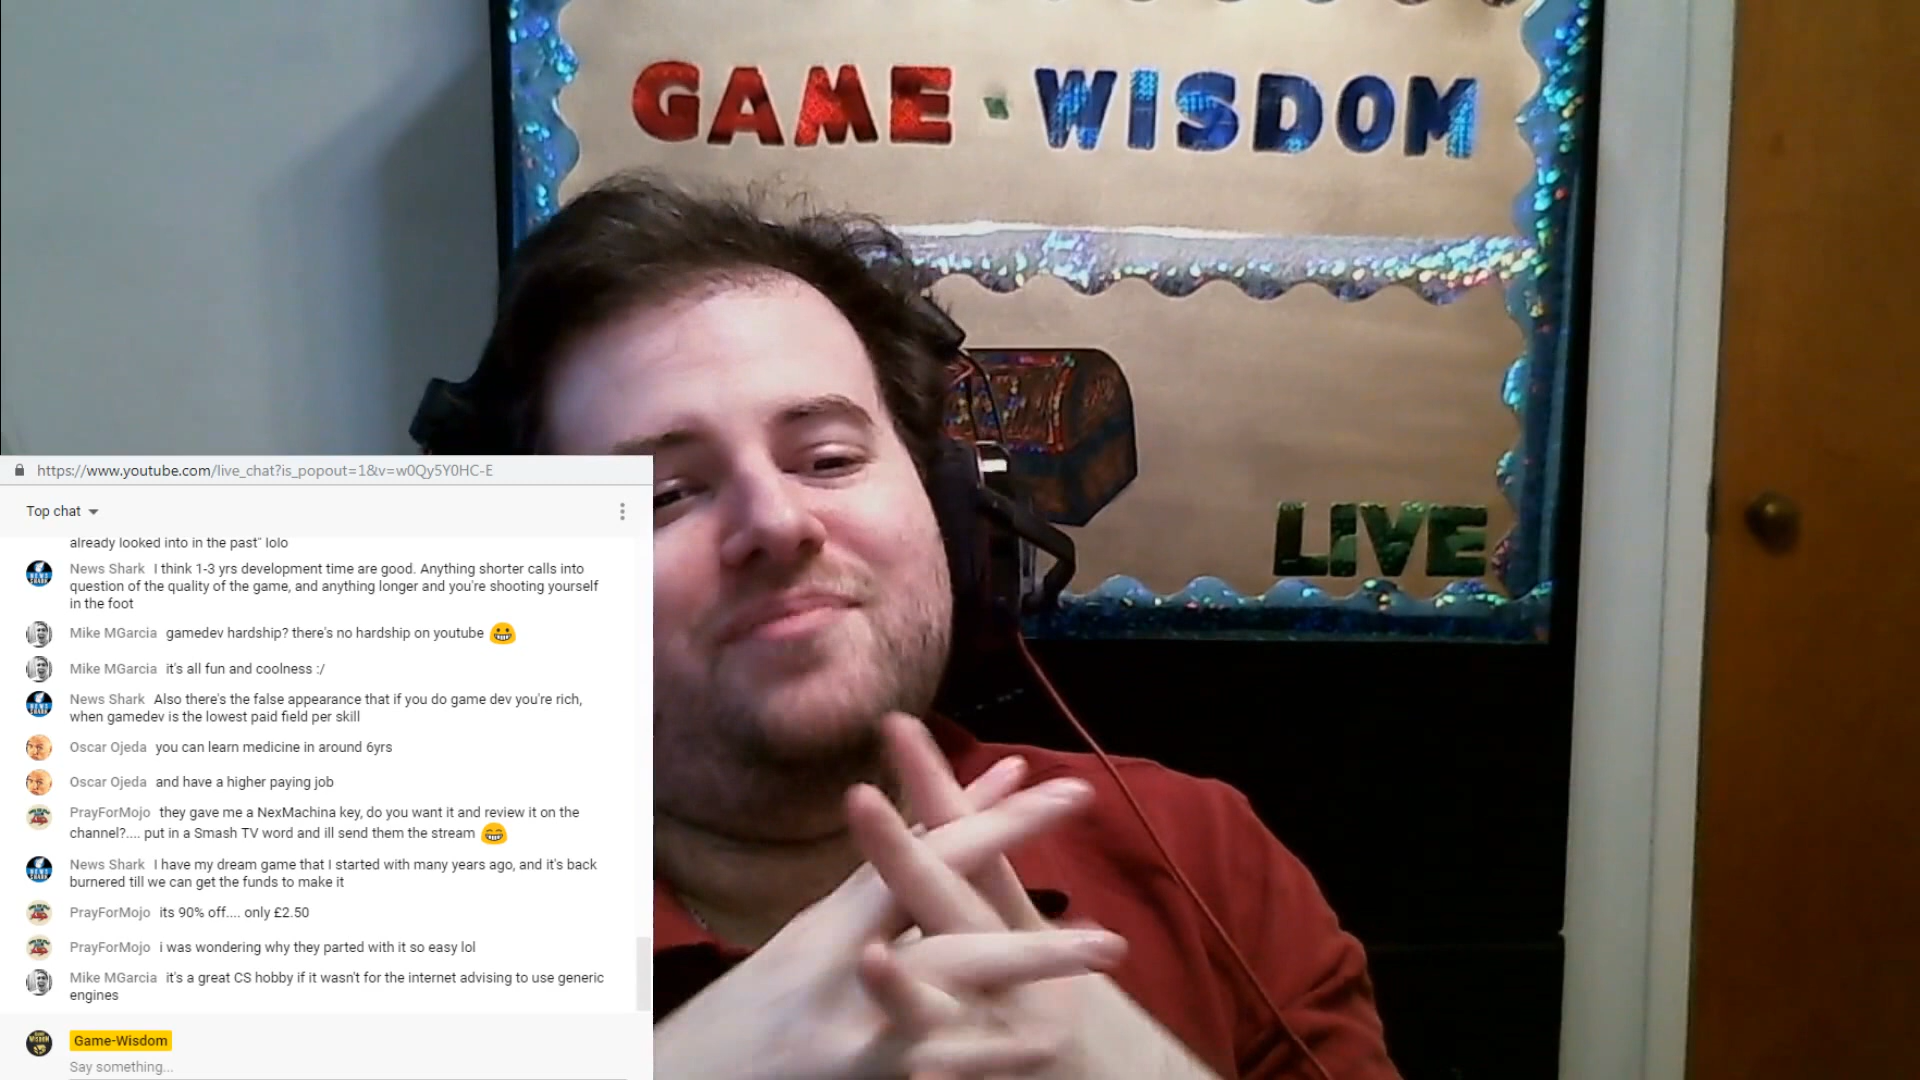 GAME - WISDOM
LIVE
https://www.youtube.com/live_chat?is_popout=1&v=w0Qy5Y0HC-E
Top chat
already looked into in the past" lolo
News Shark I think 1-3 yrs development time are good. Anything shorter calls into
question of the quality of the game, and anything longer and you're shooting yourself
in the foot
Mike MGarcia gamedev hardship? there's no hardship on youtube 😀
Mike MGarcia it's all fun and coolness :/
News Shark Also there's the false appearance that if you do game dev you're rich,
when gamedev is the lowest paid field per skill
Oscar Ojeda you can learn medicine in around 6yrs
Oscar Ojeda and have a higher paying job
PrayForMojo they gave me a NexMachina key, do you want it and review it on the
channel?.... put in a Smash TV word and ill send them the stream 😂
News Shark I have my dream game that I started with many years ago, and it's back
burnered till we can get the funds to make it
PrayForMojo its 90% off.... only £2.50
PrayForMojo i was wondering why they parted with it so easy lol
Mike MGarcia it's a great CS hobby if it wasn't for the internet advising to use generic
engines
Game-Wisdom
Say something...